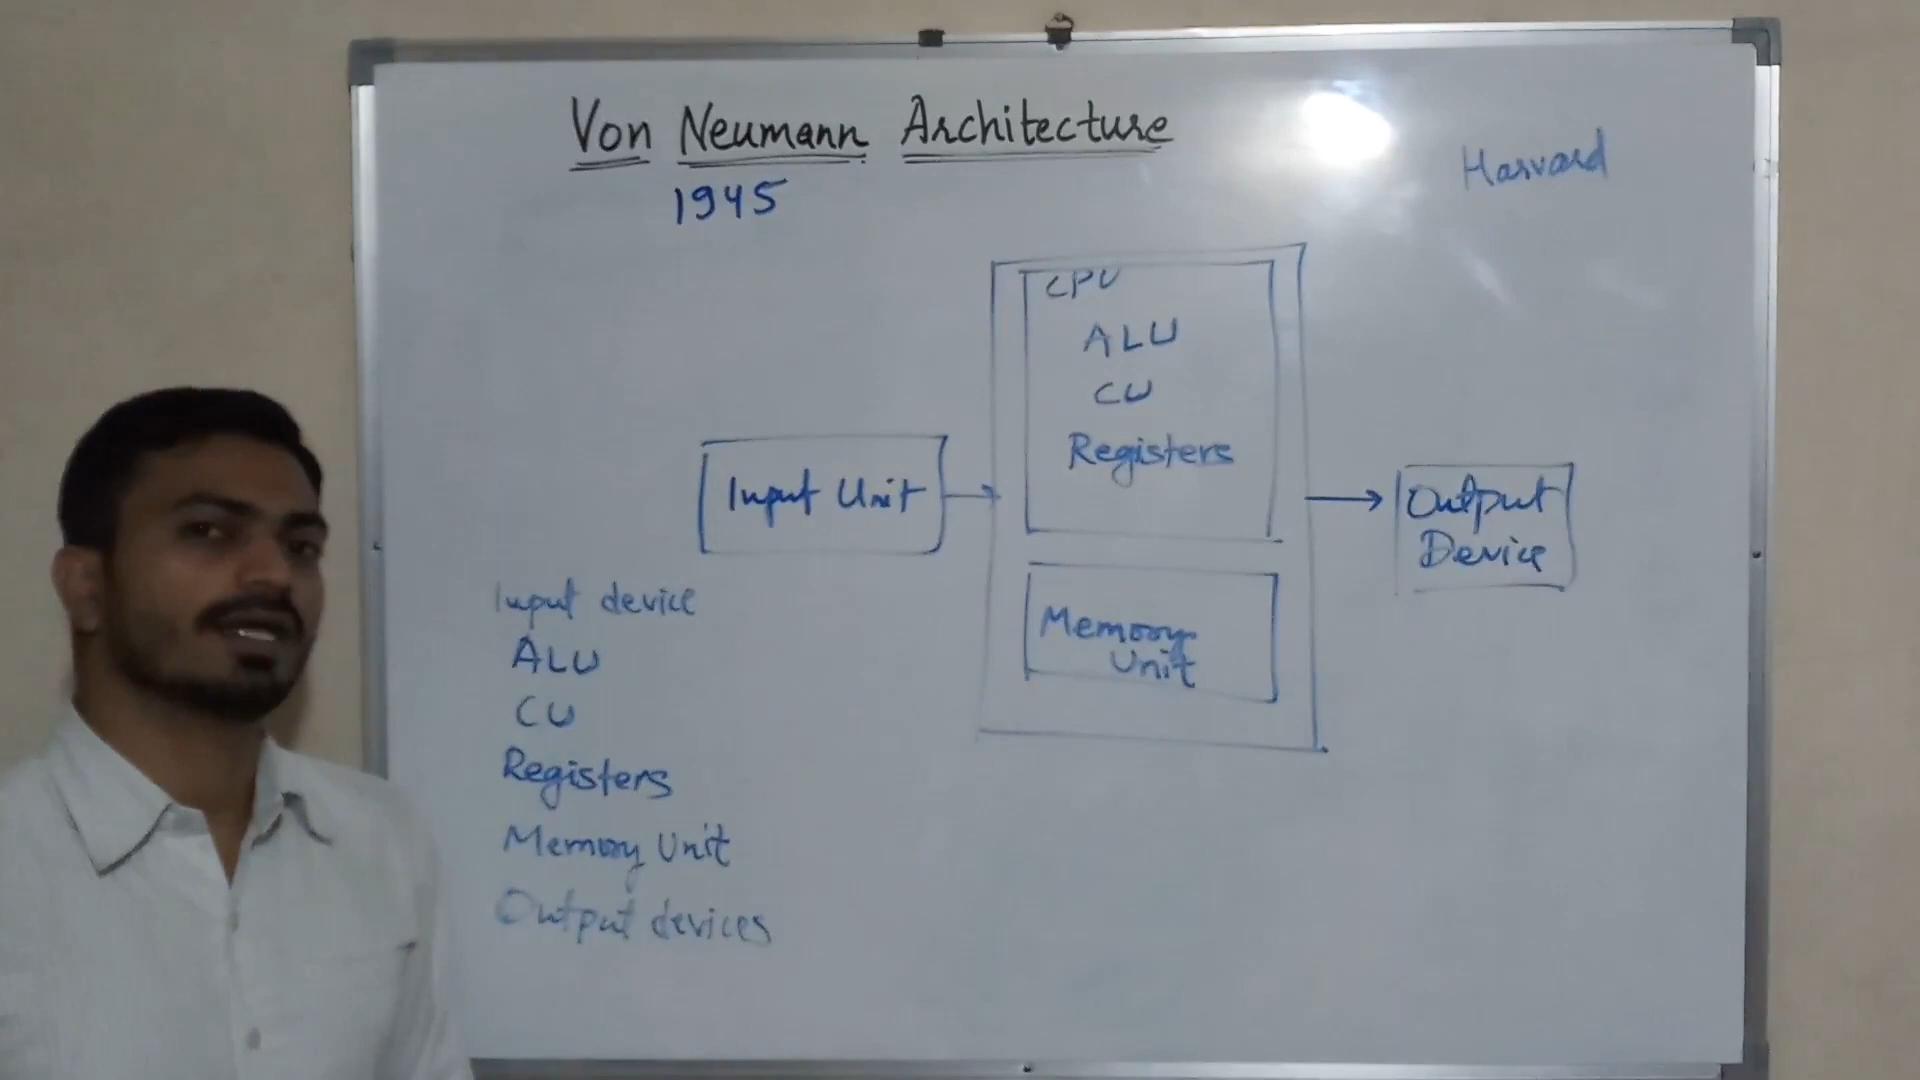 Von Neumann Architecture
1945
Harvard
CPU
ALU
CU
Registers
Input Unit
Output
Device
Memory
Unit
Input device
ALU
CU
Registers
Memory Unit
Output devices